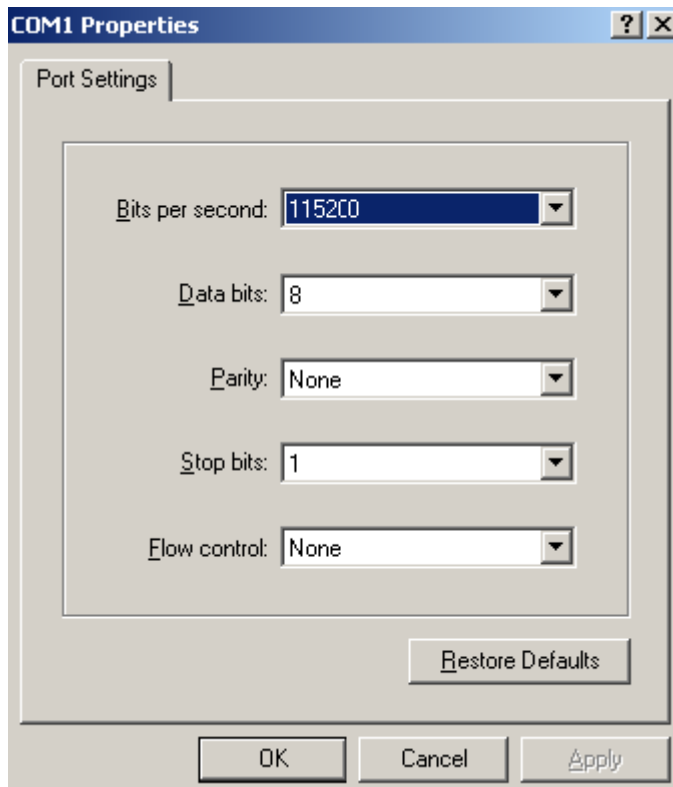 COM1 Properties
Port Settings
Bits per second: 115200
Data bits: 8
Parity: None
Stop bits: 1
Flow control: None
Restore Defaults
OK Cancel Apply